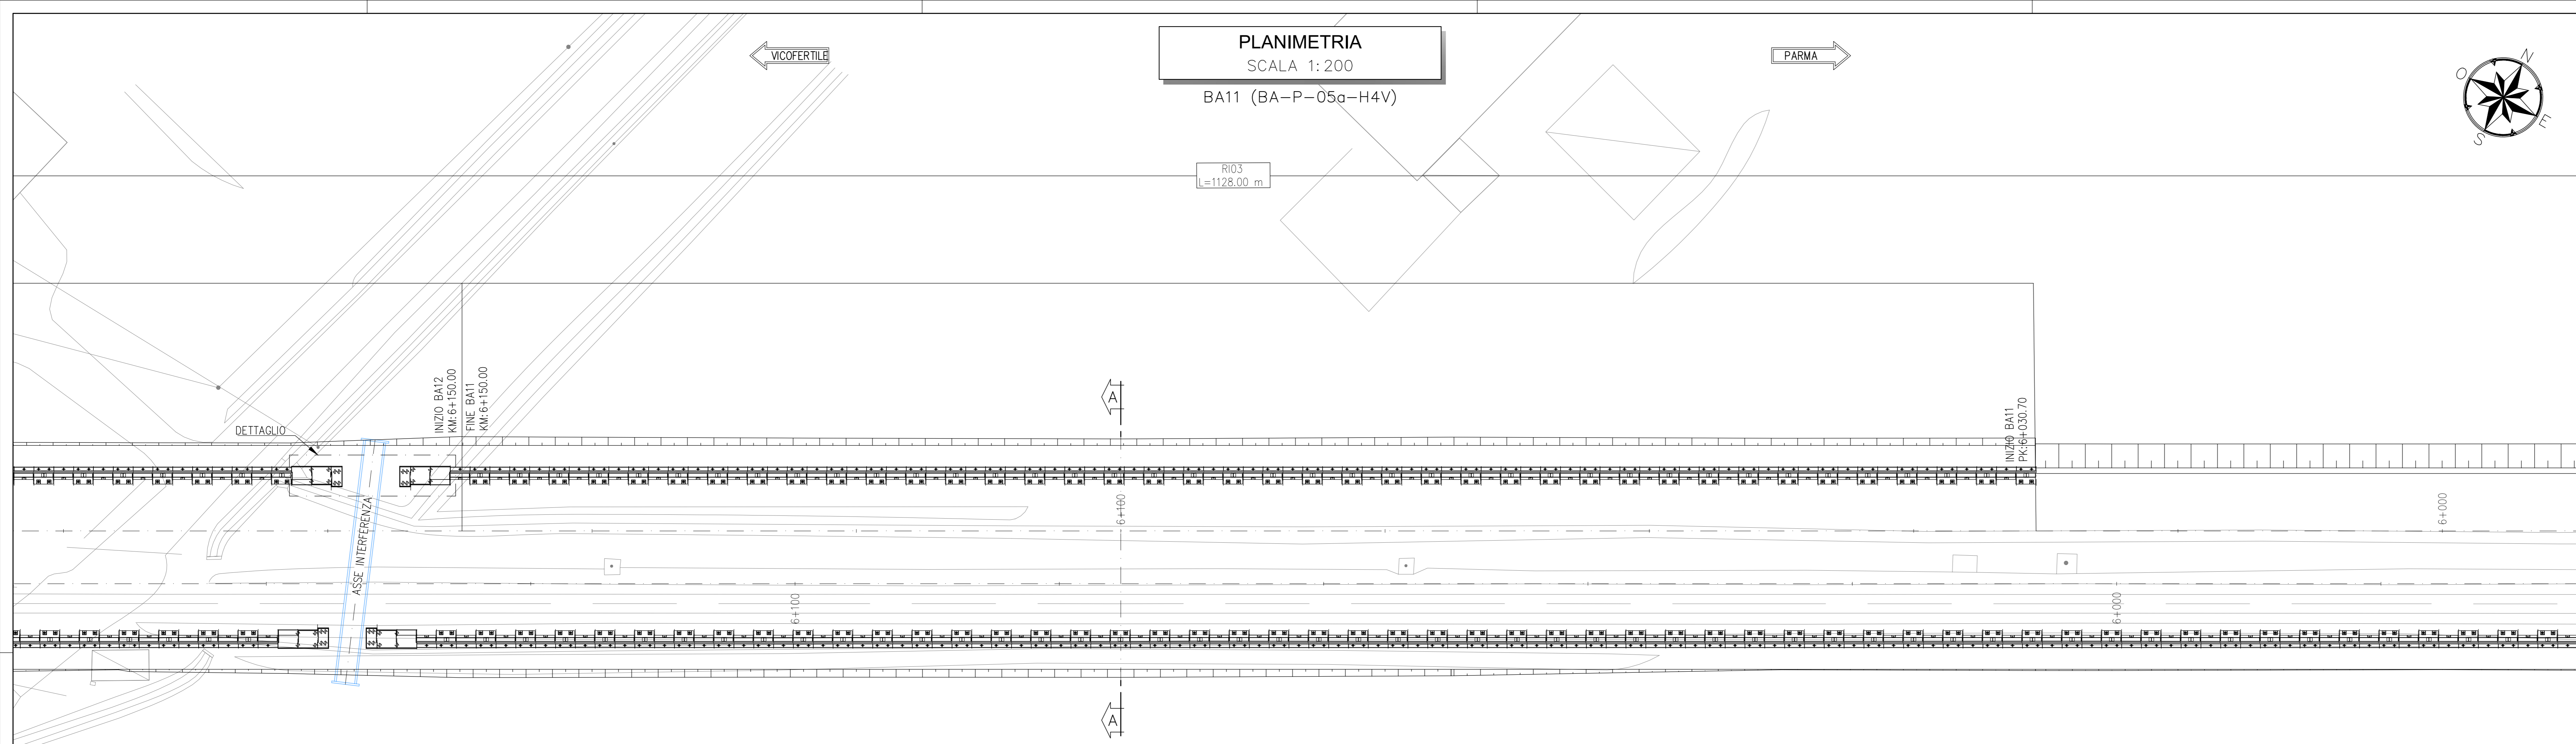 PLANIMETRIA
SCALA 1:200
BA11 (BA-P-05a-H4V)
VICOFERTILE
PARMA
N
O
E
S
RI03
L=1128.00 m
INIZIO BA12
KM:6+150.00
FINE BA11
KM:6+150.00
A
INIZIO BA11
PK:6+030.70
DETTAGLIO
ASSE INTERFERENZA
6+100
6+000
6+100
6+000
A